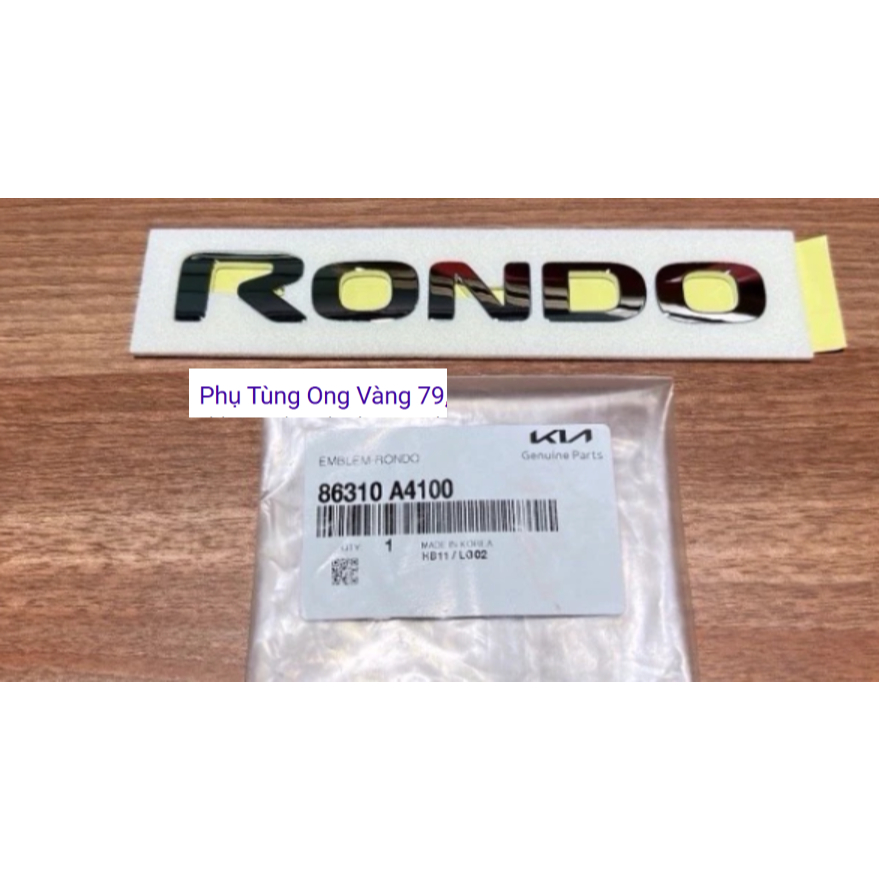 RONDO
Phụ Tùng Ong Vàng 79,
KIA
Genuine Parts
EMBLEM-RONDO
86310 A4100
QTY 1 MADE IN KOREA
HB11 / LG02